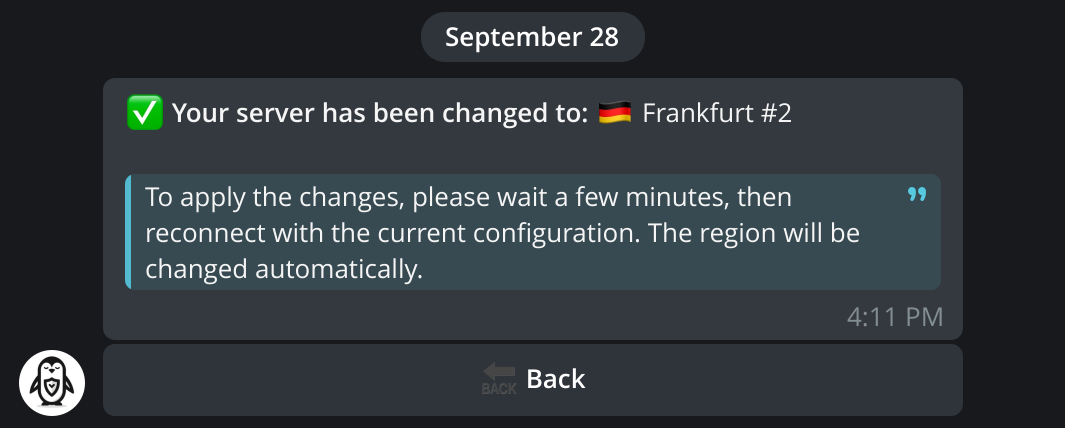 September 28
✅ Your server has been changed to: 🇩🇪 Frankfurt #2
To apply the changes, please wait a few minutes, then
reconnect with the current configuration. The region will be
changed automatically.
4:11 PM
🔙 Back